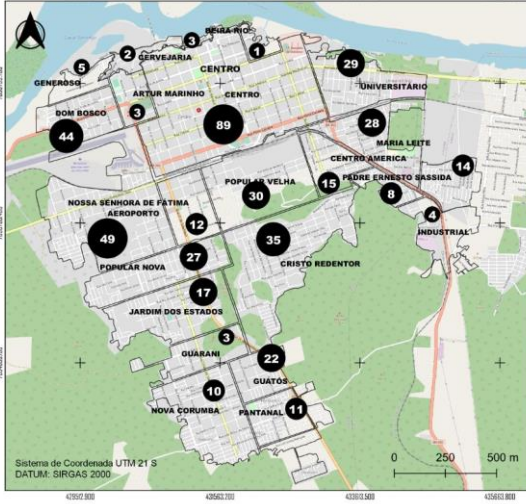 BEIRA-RIO
3
2
CERVEJARIA
1
5
GENEROSO
CENTRO
29
UNIVERSITÁRIO
ARTUR MARINHO
CENTRO
DOM BOSCO
3
44
89
28
MARIA LEITE
CENTRO AMERICA
14
PADRE ERNESTO SASSIDA
POPULAR VELHA
15
30
8
NOSSA SENHORA DE FATIMA
AEROPORTO
12
4
INDUSTRIAL
49
35
27
POPULAR NOVA
CRISTO REDENTOR
17
JARDIM DOS ESTADOS
3
GUARANI
22
GUATÓS
10
NOVA CORUMBA
11
PANTANAL
Sistema de Coordenada UTM 21 S
DATUM: SIRGAS 2000
0 250 500 m